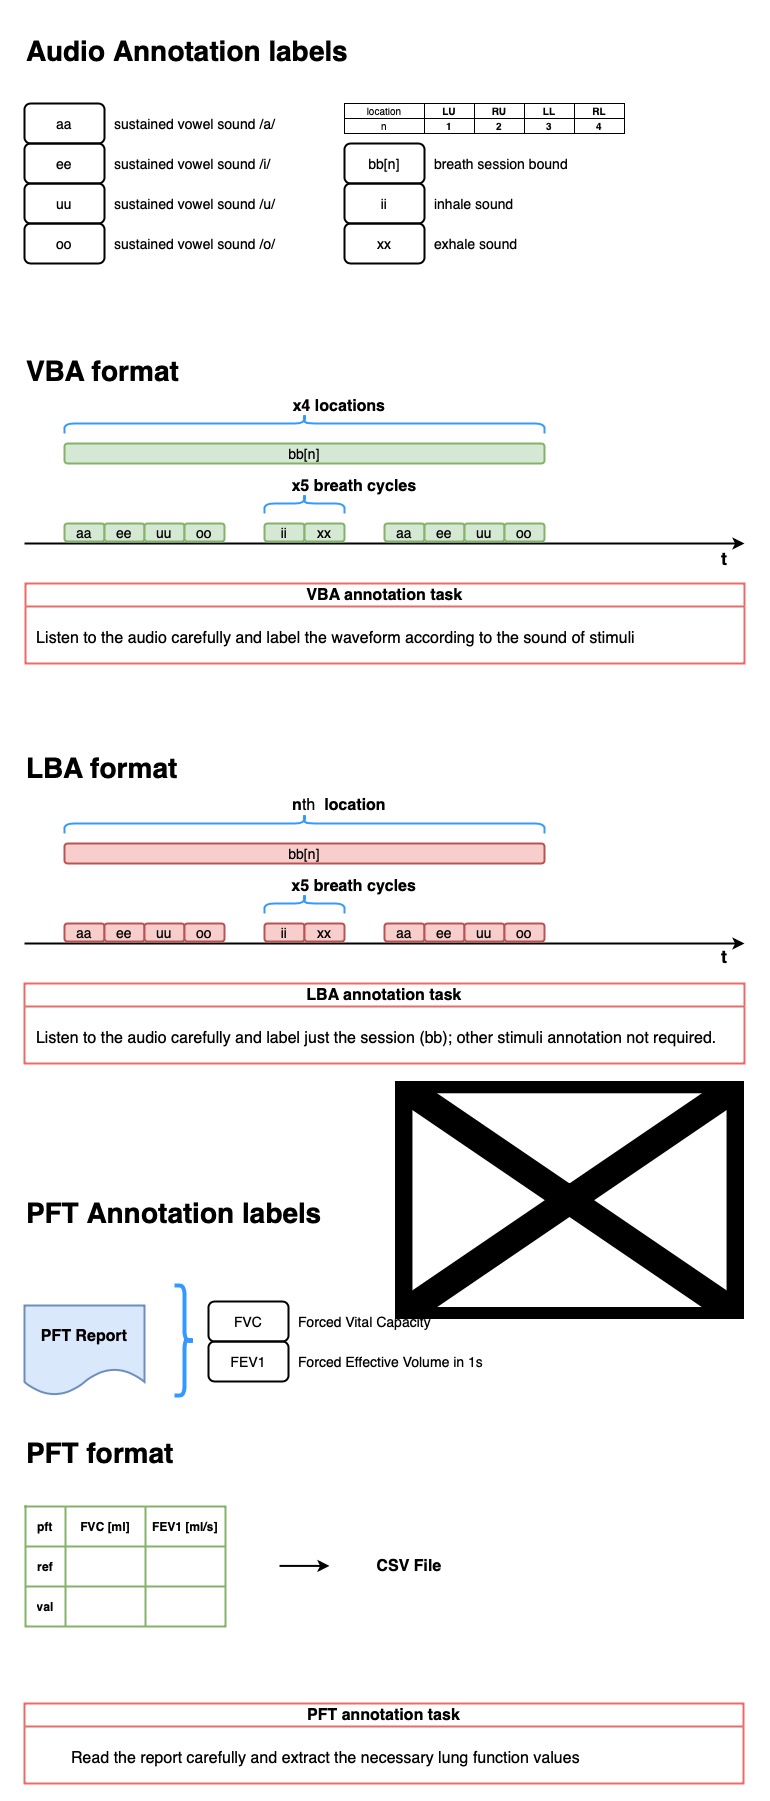 Audio Annotation labels
aa sustained vowel sound /a/
ee sustained vowel sound /i/
uu sustained vowel sound /u/
oo sustained vowel sound /o/
location LU RU LL RL
n 1 2 3 4
bb[n] breath session bound
ii inhale sound
xx exhale sound
VBA format
x4 locations
bb[n]
x5 breath cycles
aa ee uu oo ii xx aa ee uu oo
t
VBA annotation task
Listen to the audio carefully and label the waveform according to the sound of stimuli
LBA format
nth location
bb[n]
x5 breath cycles
aa ee uu oo ii xx aa ee uu oo
t
LBA annotation task
Listen to the audio carefully and label just the session (bb); other stimuli annotation not required.
PFT Annotation labels
PFT Report
FVC Forced Vital Capacity
FEV1 Forced Effective Volume in 1s
PFT format
pft FVC [ml] FEV1 [ml/s]
ref
val
CSV File
PFT annotation task
Read the report carefully and extract the necessary lung function values